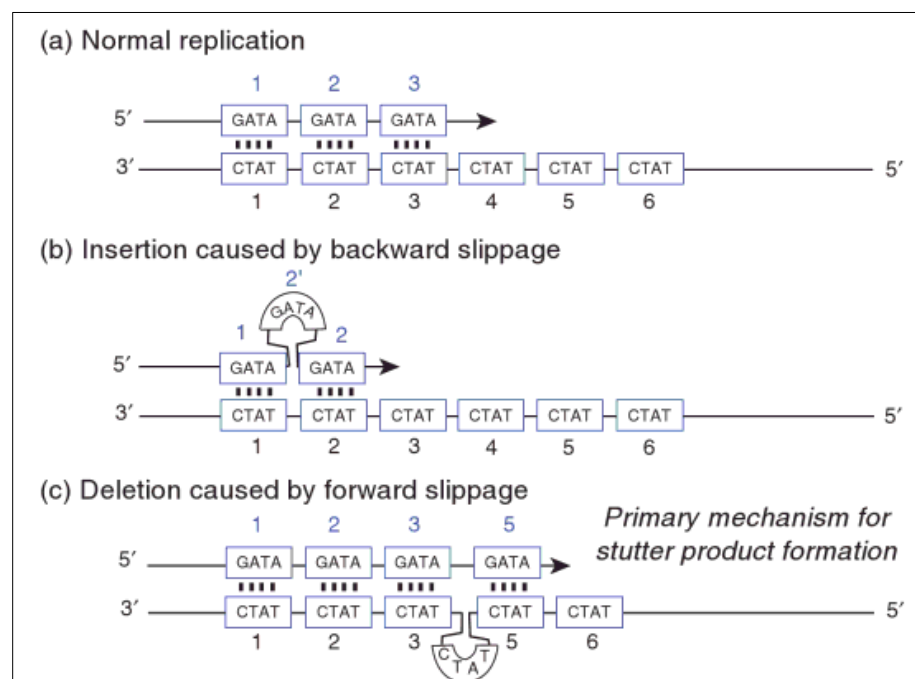 (a) Normal replication
1 2 3
5′ GATA GATA GATA
3′ CTAT CTAT CTAT CTAT CTAT CTAT 5′
1 2 3 4 5 6
(b) Insertion caused by backward slippage
2'
GATA
1 2
5′ GATA GATA
3′ CTAT CTAT CTAT CTAT CTAT CTAT 5′
1 2 3 4 5 6
(c) Deletion caused by forward slippage
Primary mechanism for
stutter product formation
1 2 3 5
5′ GATA GATA GATA GATA
3′ CTAT CTAT CTAT CTAT CTAT 5′
1 2 3 5 6
CTAT